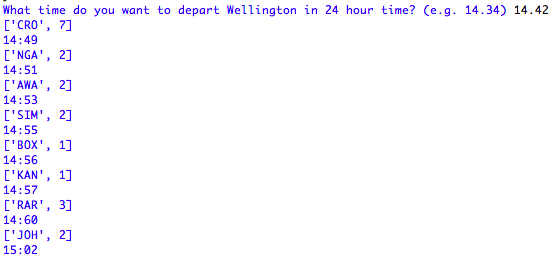 What time do you want to depart Wellington in 24 hour time? (e.g. 14.34) 14.42
['CRO', 7]
14:49
['NGA', 2]
14:51
['AWA', 2]
14:53
['SIM', 2]
14:55
['BOX', 1]
14:56
['KAN', 1]
14:57
['RAR', 3]
14:60
['JOH', 2]
15:02